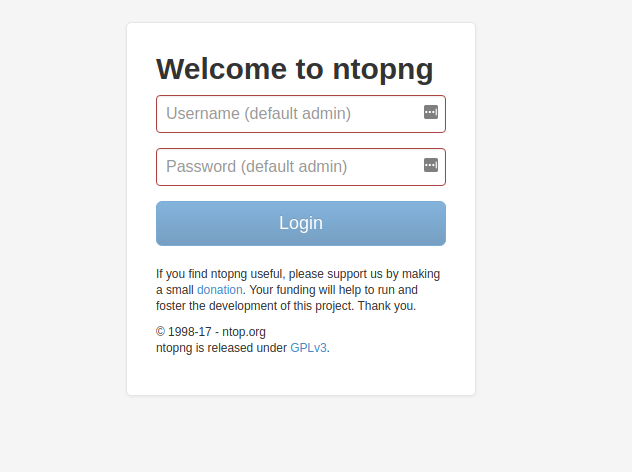 Welcome to ntopng
Username (default admin)
Password (default admin)
Login
If you find ntopng useful, please support us by making
a small donation. Your funding will help to run and
foster the development of this project. Thank you.
© 1998-17 - ntop.org
ntopng is released under GPLv3.